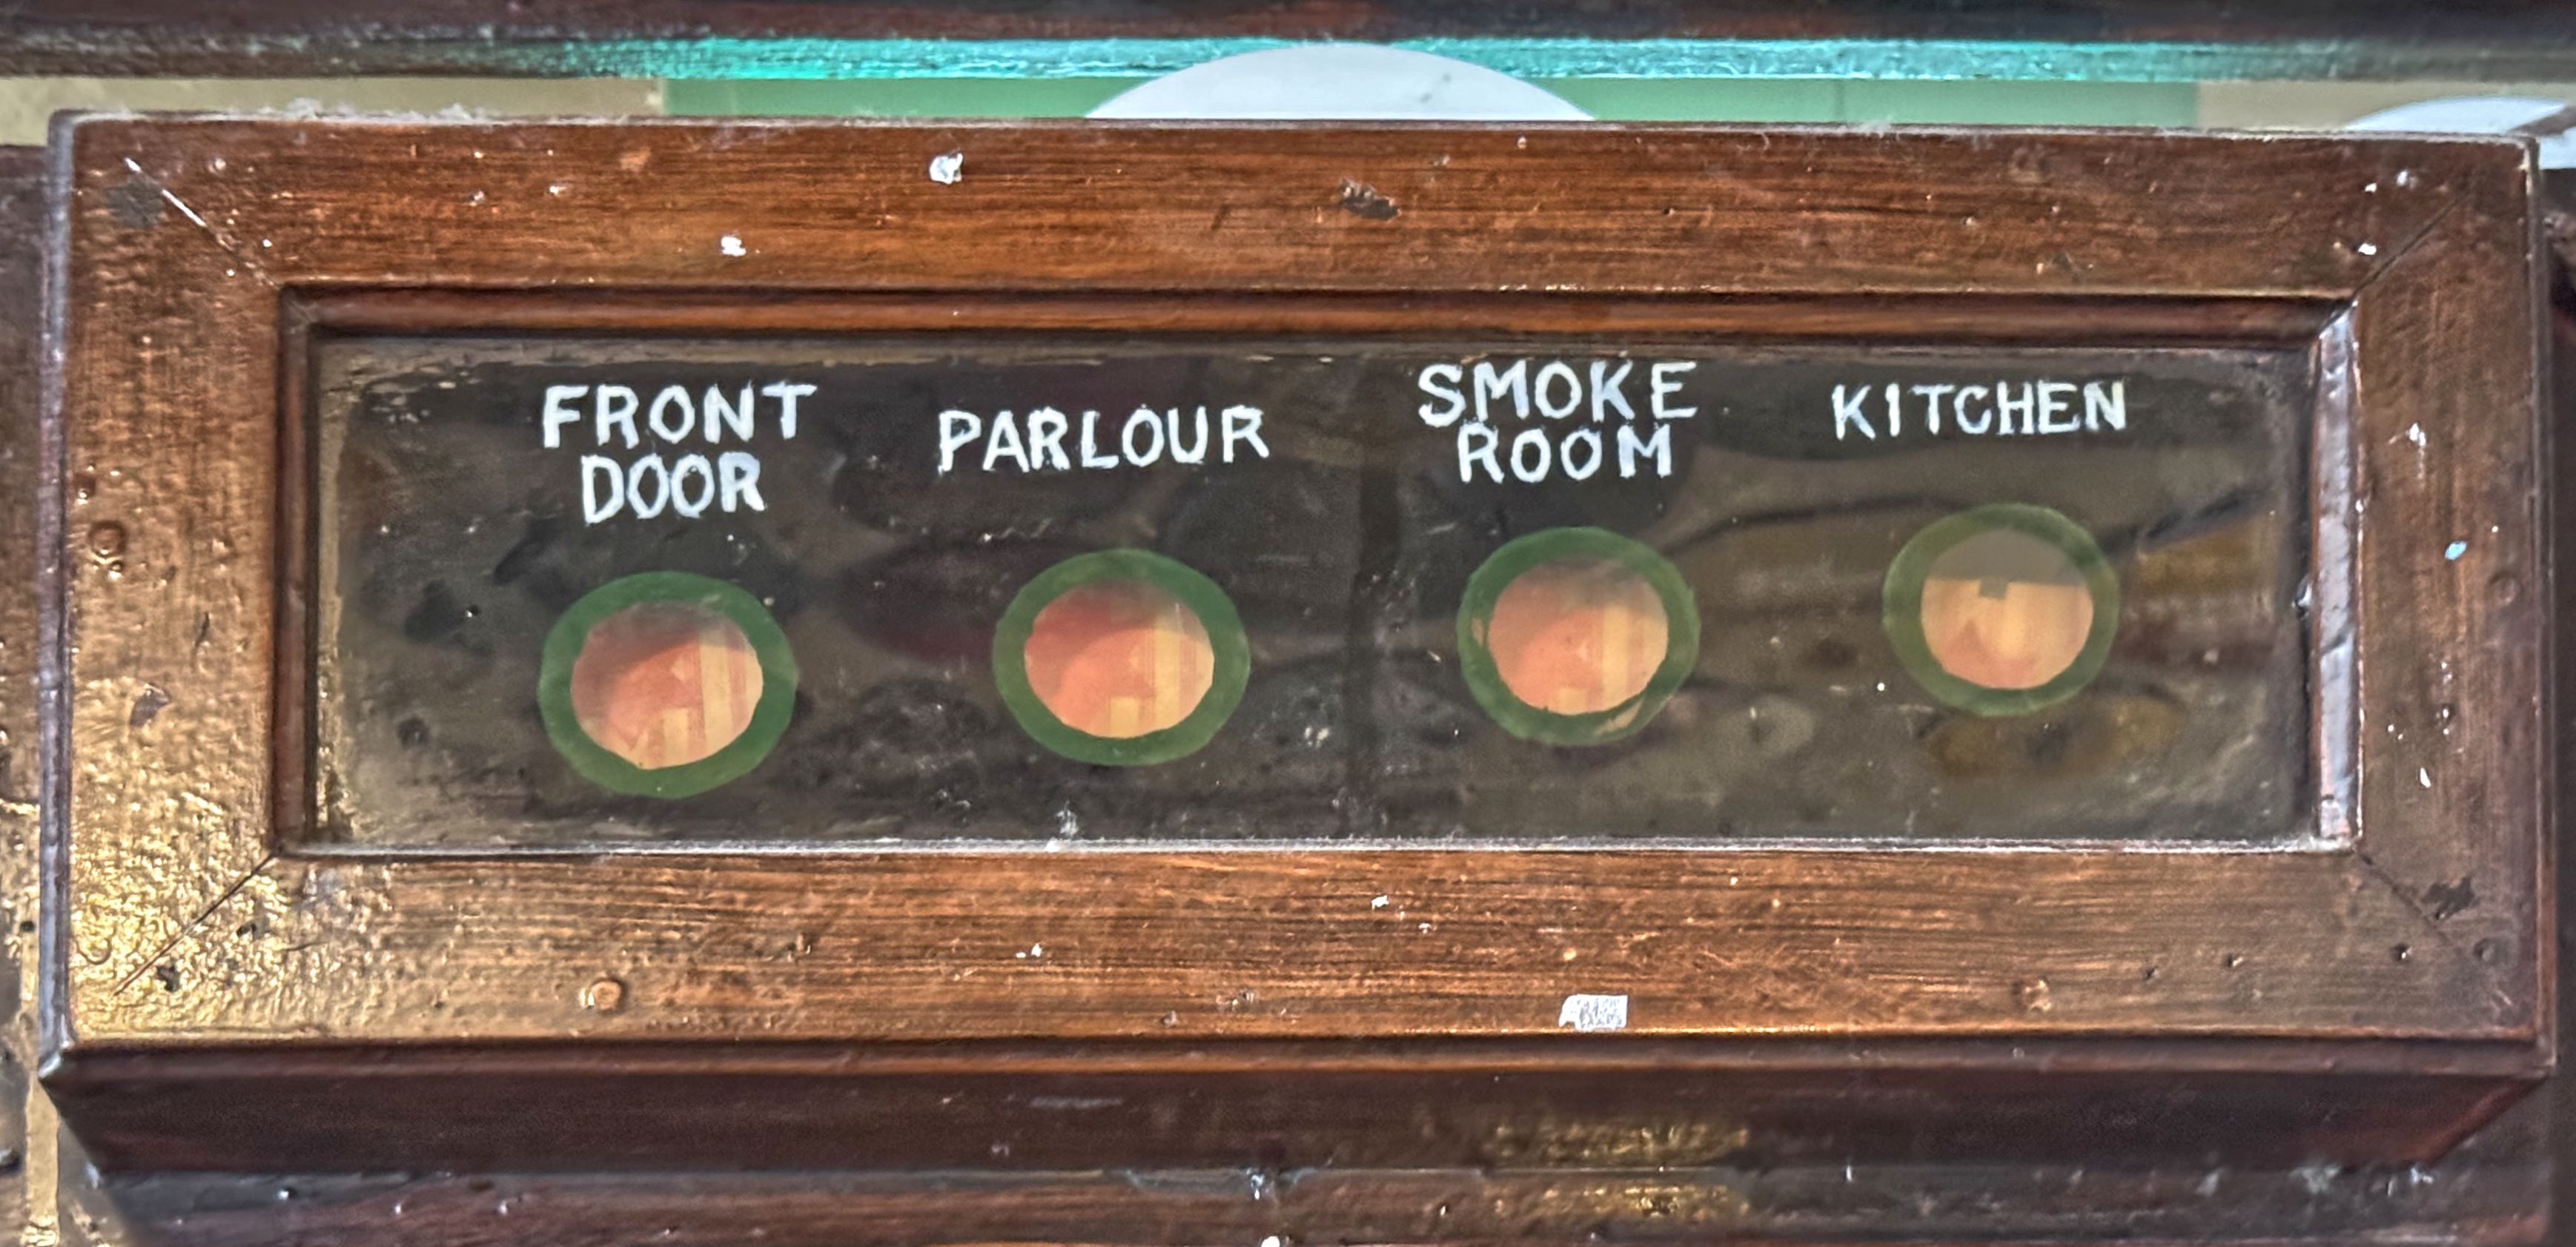 FRONT
DOOR
PARLOUR
SMOKE
ROOM
KITCHEN